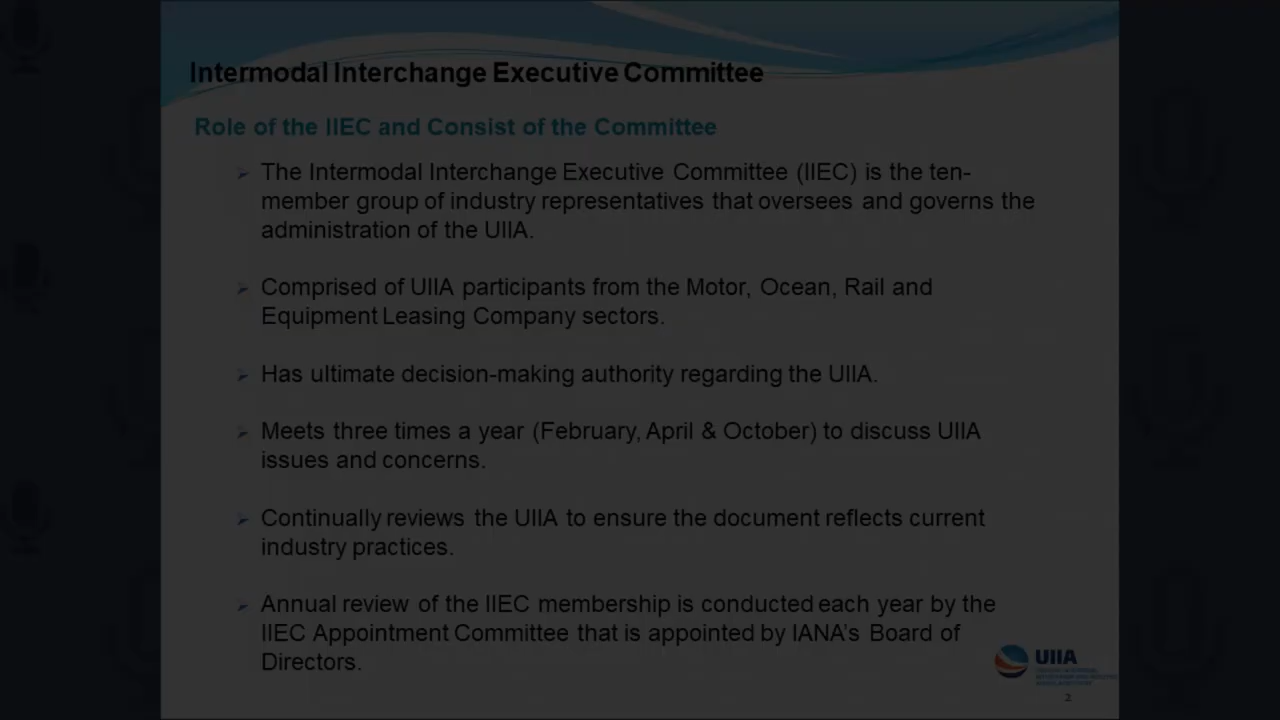 Intermodal Interchange Executive Committee
Role of the IIEC and Consist of the Committee
The Intermodal Interchange Executive Committee (IIEC) is the ten-
member group of industry representatives that oversees and governs the
administration of the UIIA.
Comprised of UIIA participants from the Motor, Ocean, Rail and
Equipment Leasing Company sectors.
Has ultimate decision-making authority regarding the UIIA.
Meets three times a year (February, April & October) to discuss UIIA
issues and concerns.
Continually reviews the UIIA to ensure the document reflects current
industry practices.
Annual review of the IIEC membership is conducted each year by the
IIEC Appointment Committee that is appointed by IANA's Board of
Directors.
UIIA
2